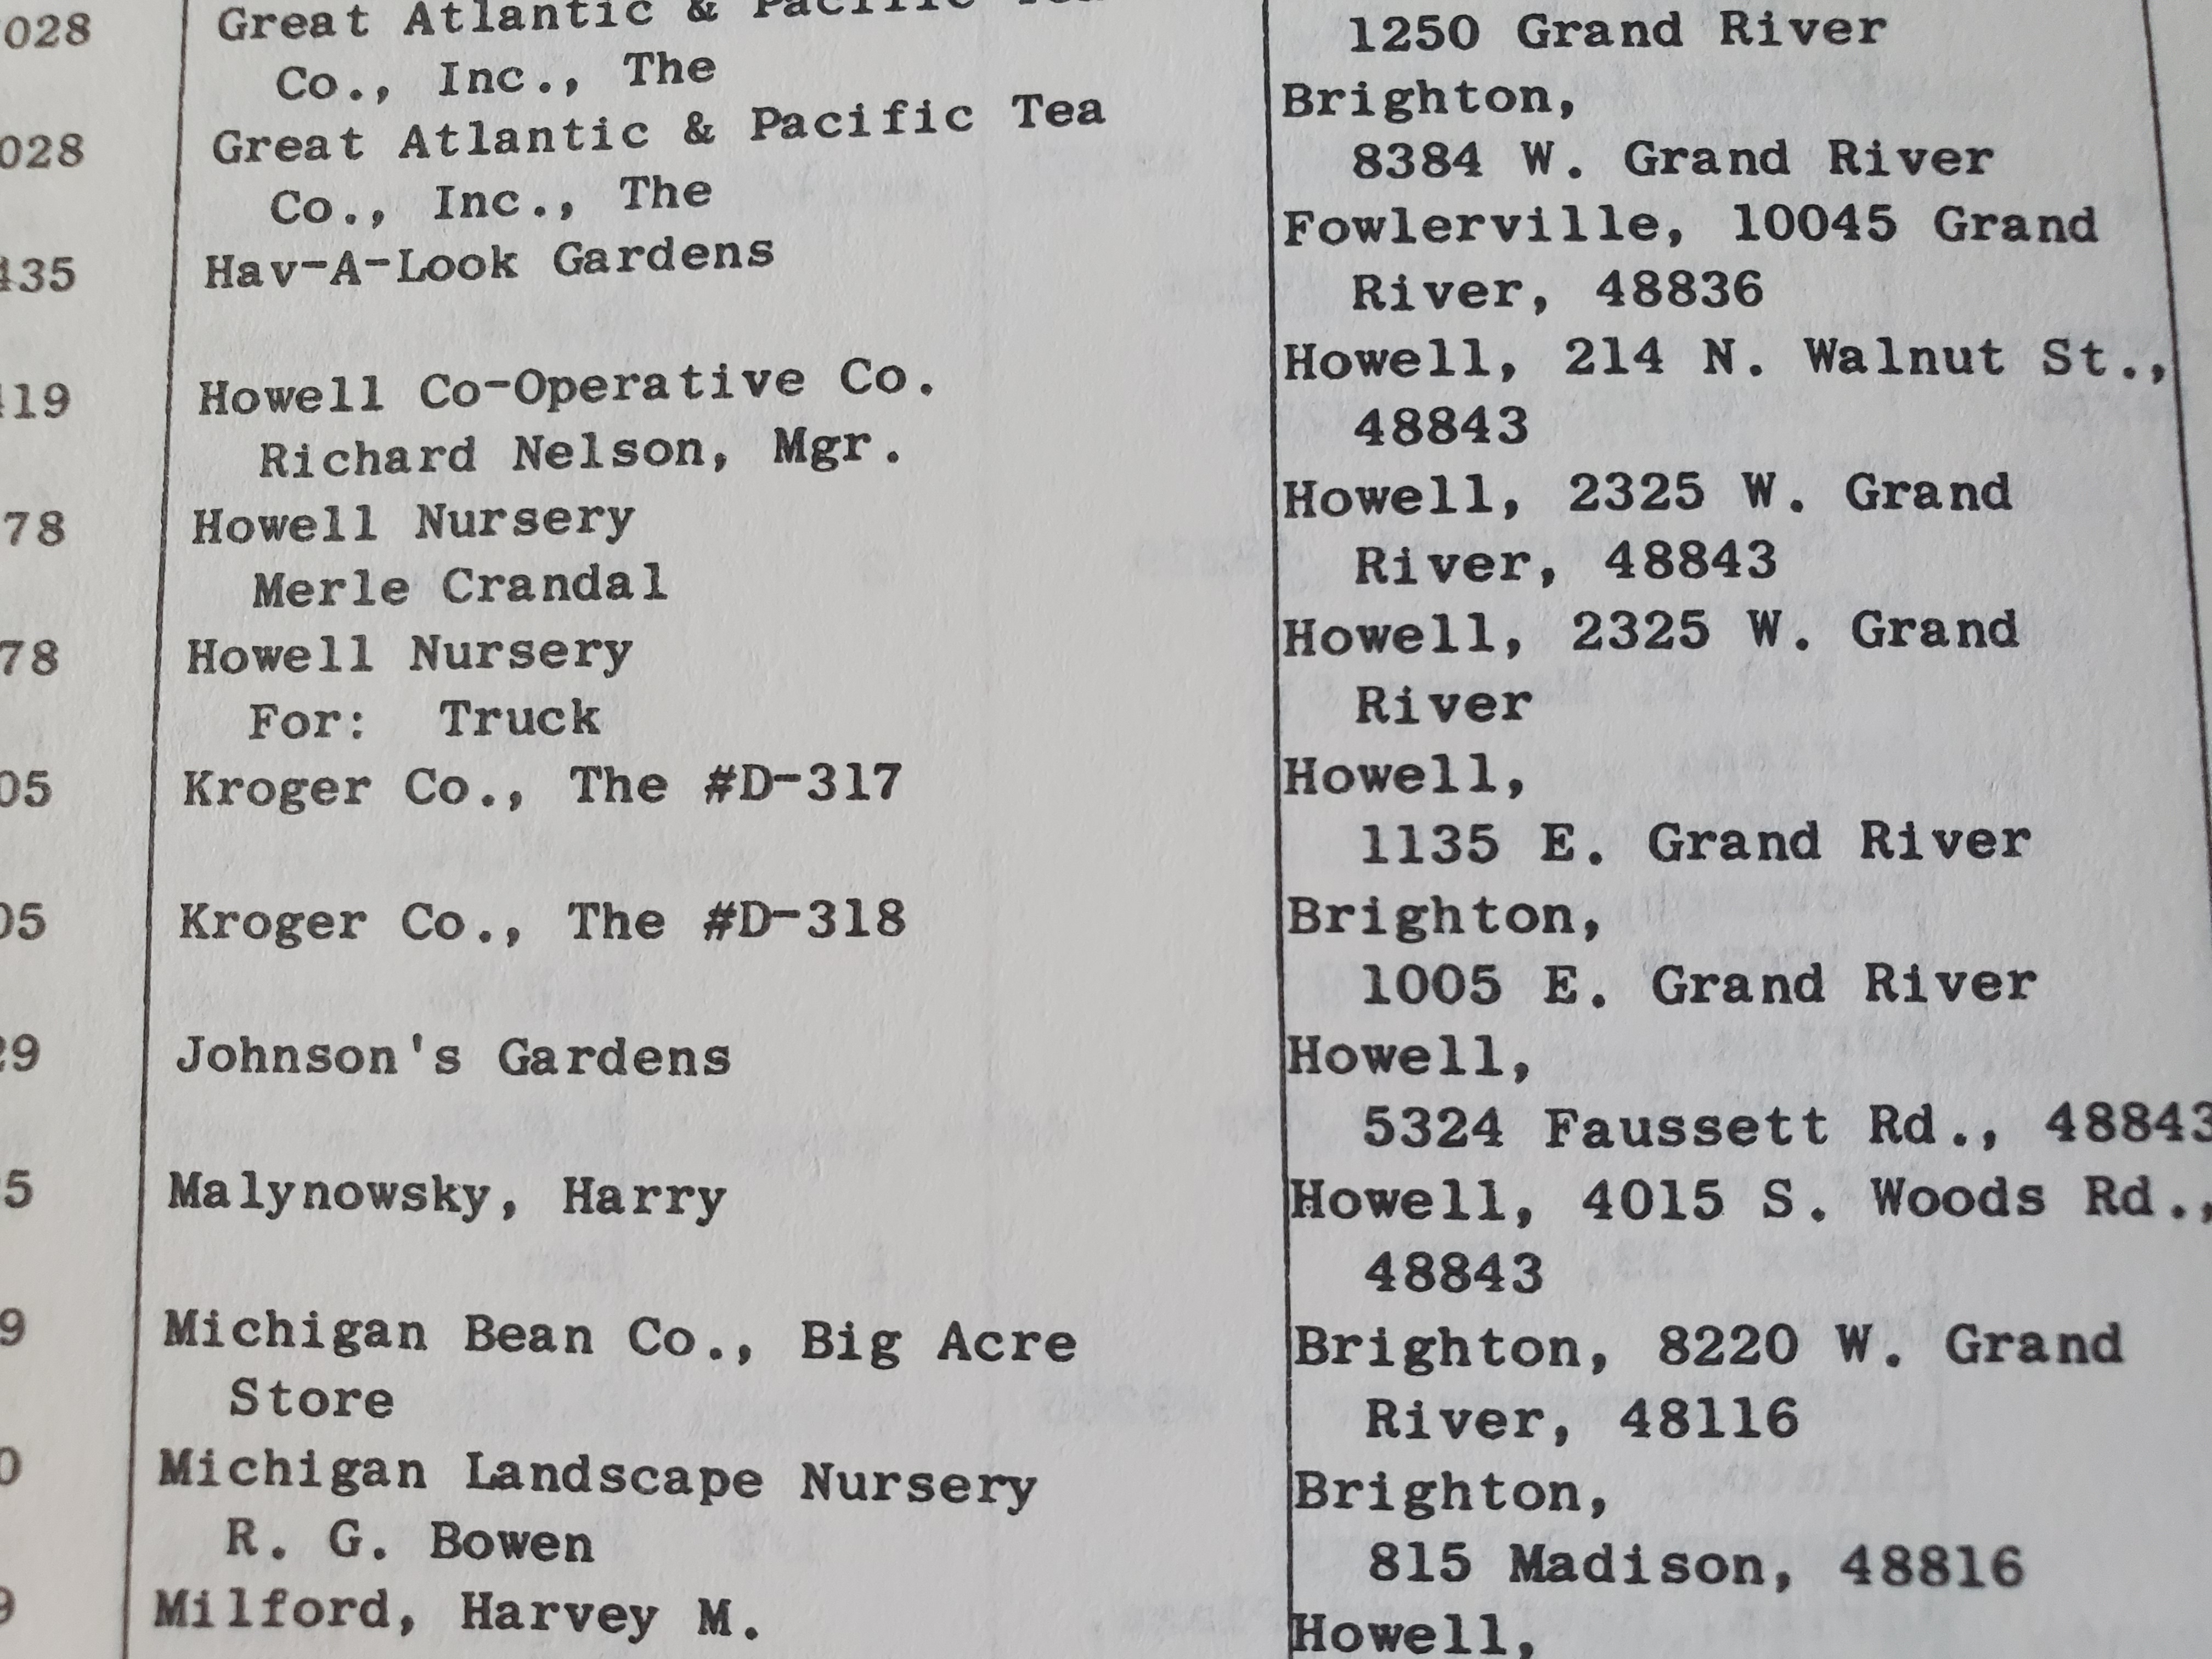 028 Great Atlantic & Pacific Tea 1250 Grand River
Co., Inc., The Brighton,
028 Great Atlantic & Pacific Tea 8384 W. Grand River
Co., Inc., The Fowlerville, 10045 Grand
435 Hav-A-Look Gardens River, 48836
Howell, 214 N. Walnut St.,
19 Howell Co-Operative Co. 48843
Richard Nelson, Mgr. Howell, 2325 W. Grand
78 Howell Nursery River, 48843
Merle Crandal Howell, 2325 W. Grand
78 Howell Nursery River
For: Truck Howell,
05 Kroger Co., The #D-317 1135 E. Grand River
05 Kroger Co., The #D-318 Brighton,
1005 E. Grand River
29 Johnson's Gardens Howell,
5324 Faussett Rd., 48843
5 Malynowsky, Harry Howell, 4015 S. Woods Rd.,
48843
9 Michigan Bean Co., Big Acre Brighton, 8220 W. Grand
Store River, 48116
0 Michigan Landscape Nursery Brighton,
R. G. Bowen 815 Madison, 48816
9 Milford, Harvey M. Howell,